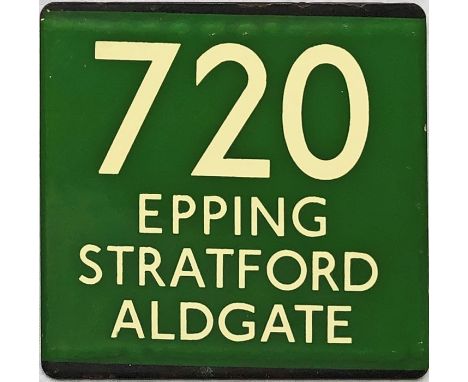 720
EPPING
STRATFORD
ALDGATE